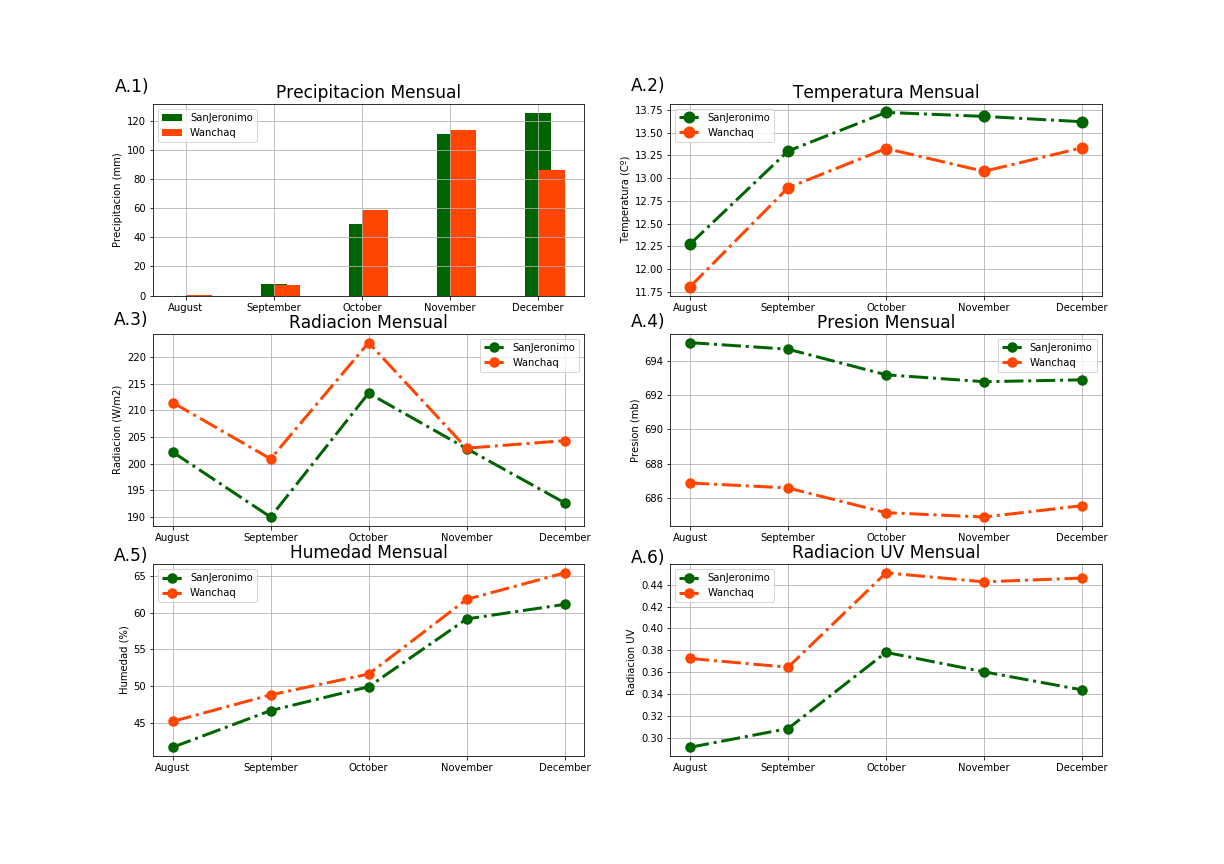 A.1)
Precipitacion Mensual
SanJeronimo
Wanchaq
Precipitacion (mm)
120
100
80
60
40
20
0
August September October November December
A.2)
Temperatura Mensual
SanJeronimo
Wanchaq
Temperatura (Cº)
13.75
13.50
13.25
13.00
12.75
12.50
12.25
12.00
11.75
August September October November December
A.3)
Radiacion Mensual
SanJeronimo
Wanchaq
Radiacion (W/m2)
220
215
210
205
200
195
190
August September October November December
A.4)
Presion Mensual
SanJeronimo
Wanchaq
Presion (mb)
694
692
690
688
686
August September October November December
A.5)
Humedad Mensual
SanJeronimo
Wanchaq
Humedad (%)
65
60
55
50
45
August September October November December
A.6)
Radiacion UV Mensual
SanJeronimo
Wanchaq
Radiacion UV
0.44
0.42
0.40
0.38
0.36
0.34
0.32
0.30
August September October November December